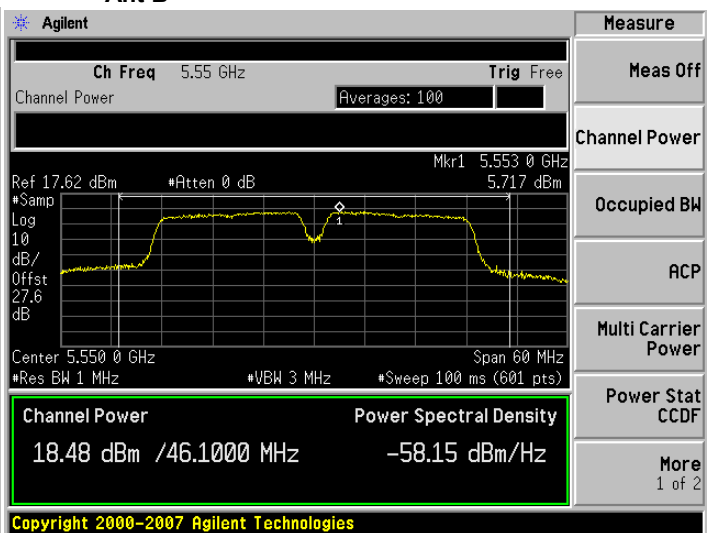 Ant B
Agilent
Measure
Ch Freq 5.55 GHz Trig Free
Channel Power Averages: 100
Mkr1 5.553 0 GHz
Ref 17.62 dBm #Atten 0 dB 5.717 dBm
#Samp
Log
10
dB/
Offst
27.6
dB
1
Center 5.550 0 GHz Span 60 MHz
#Res BW 1 MHz #VBW 3 MHz #Sweep 100 ms (601 pts)
Channel Power Power Spectral Density
18.48 dBm /46.1000 MHz -58.15 dBm/Hz
Copyright 2000-2007 Agilent Technologies
Meas Off
Channel Power
Occupied BW
ACP
Multi Carrier
Power
Power Stat
CCDF
More
1 of 2